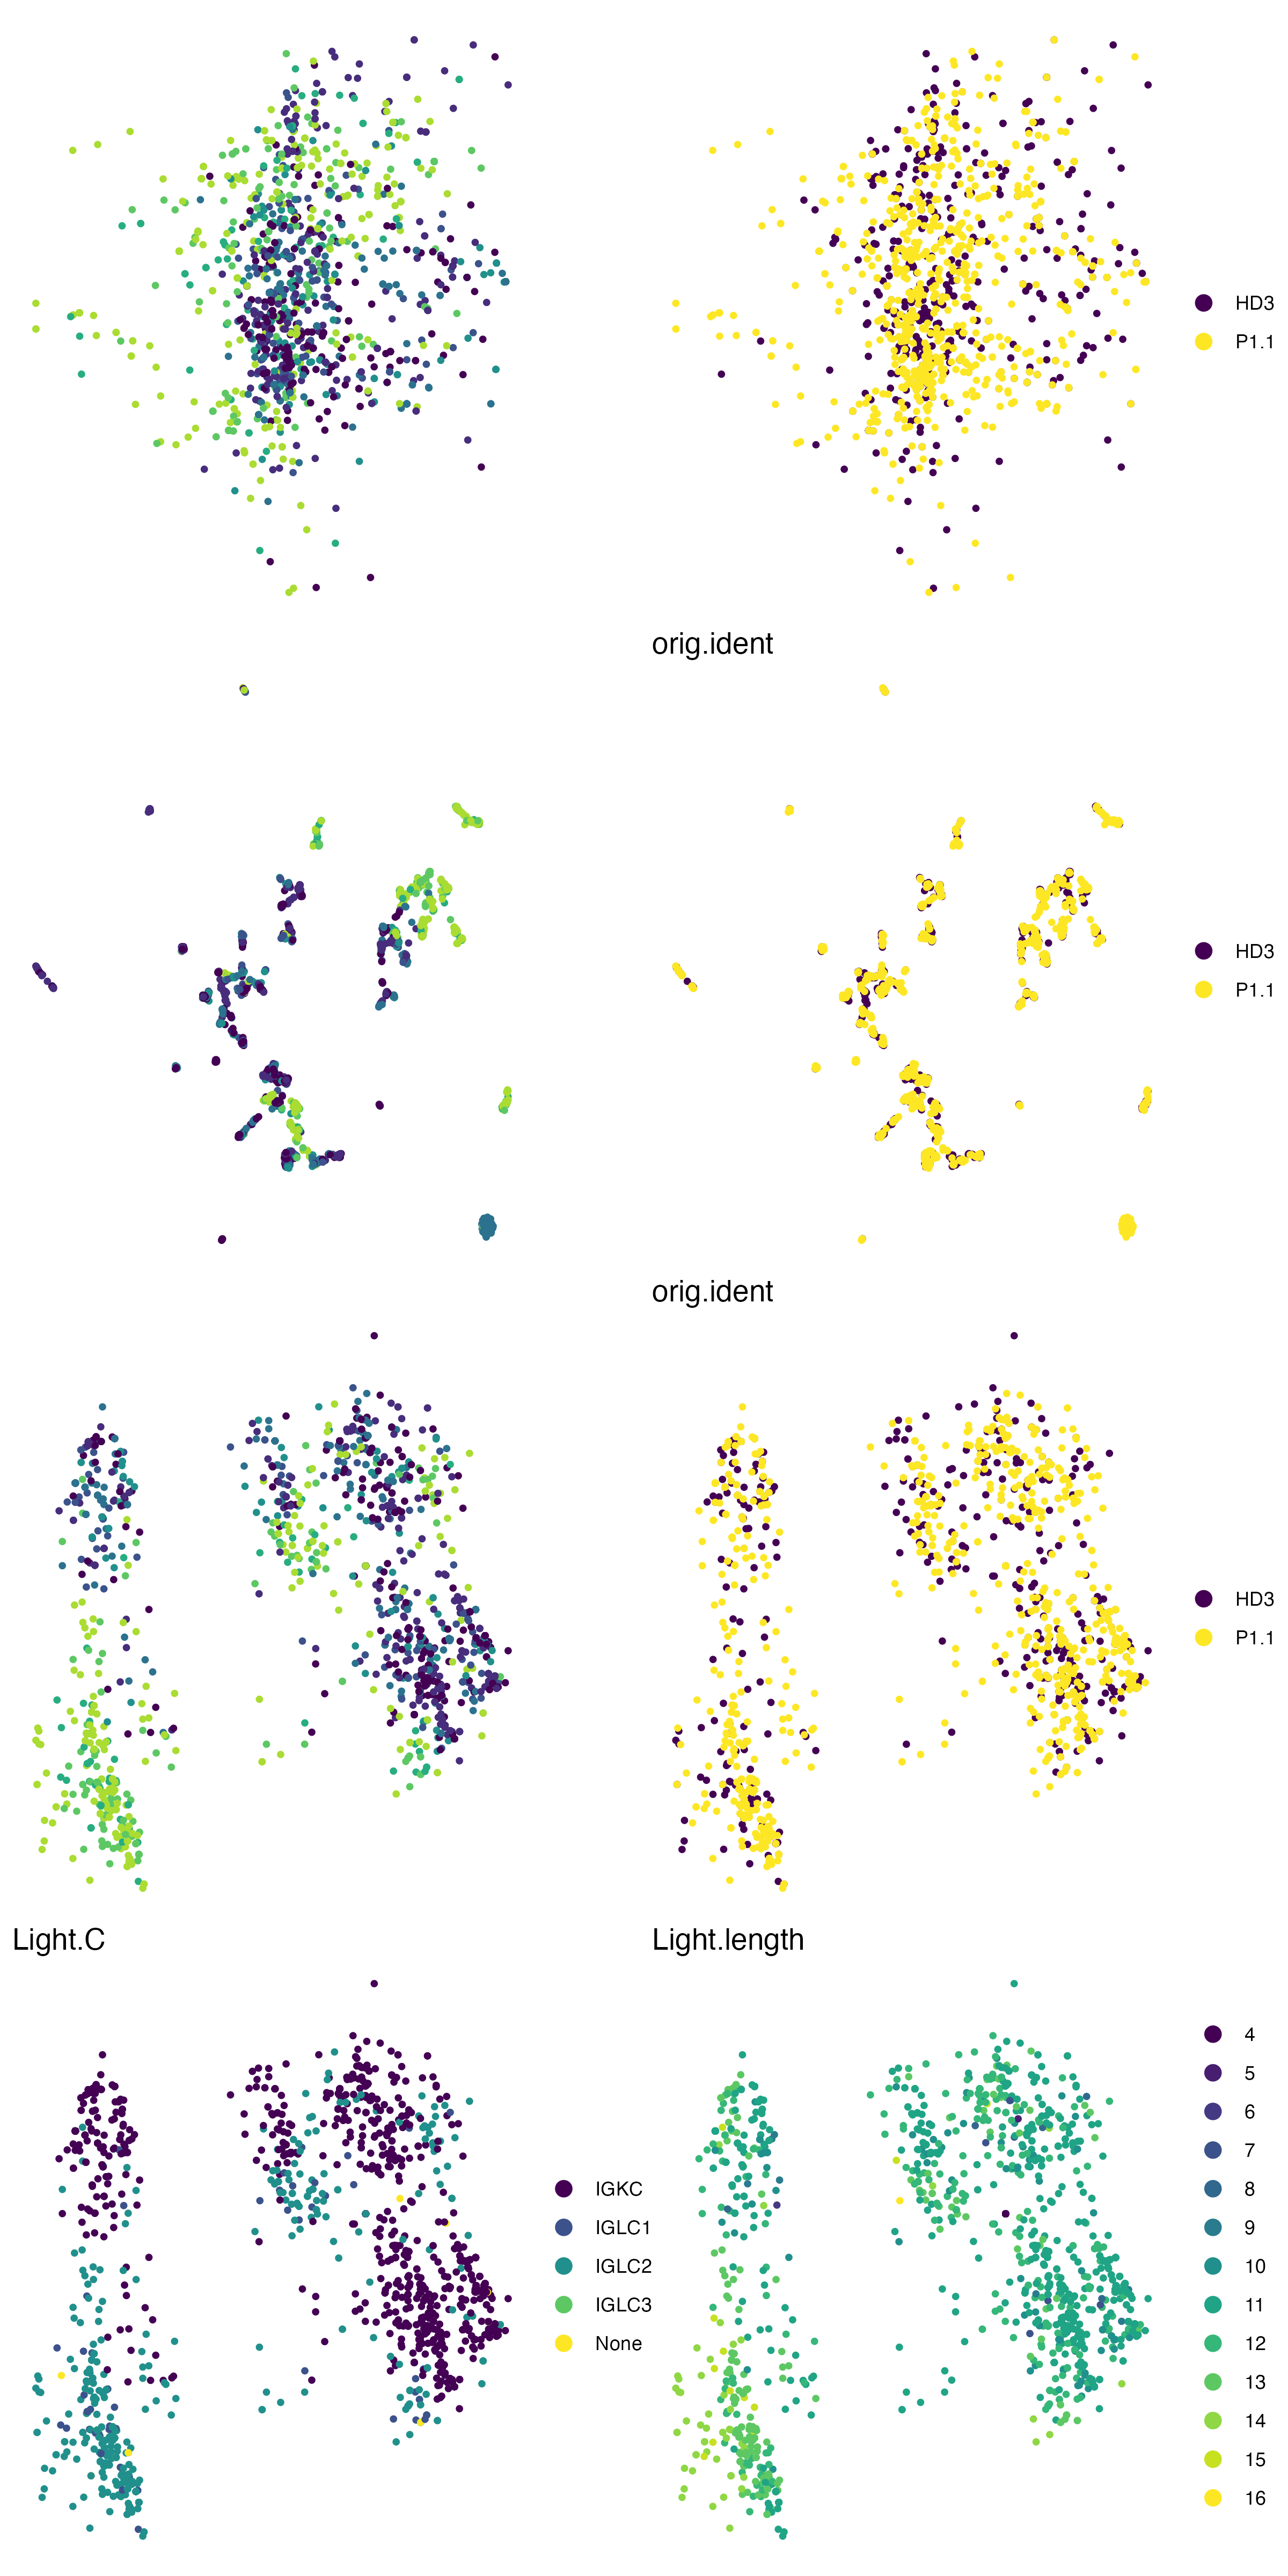 HD3
P1.1
orig.ident
HD3
P1.1
orig.ident
HD3
P1.1
Light.C
Light.length
IGKC
IGLC1
IGLC2
IGLC3
None
4
5
6
7
8
9
10
11
12
13
14
15
16